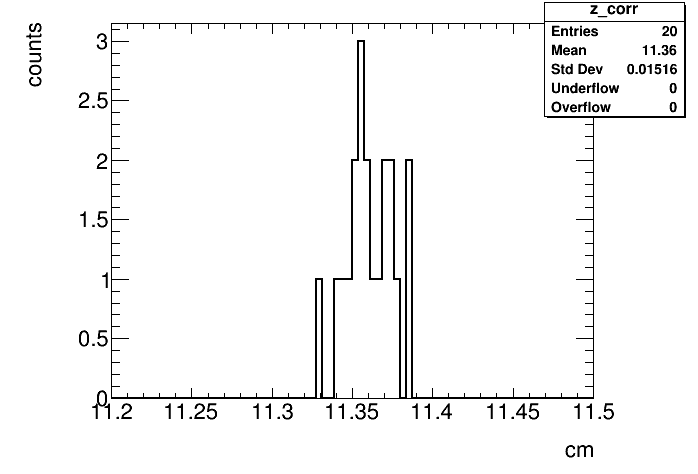 z_corr
Entries 20
Mean 11.36
Std Dev 0.01516
Underflow 0
Overflow 0
counts
3
2.5
2
1.5
1
0.5
0
11.2 11.25 11.3 11.35 11.4 11.45 11.5
cm